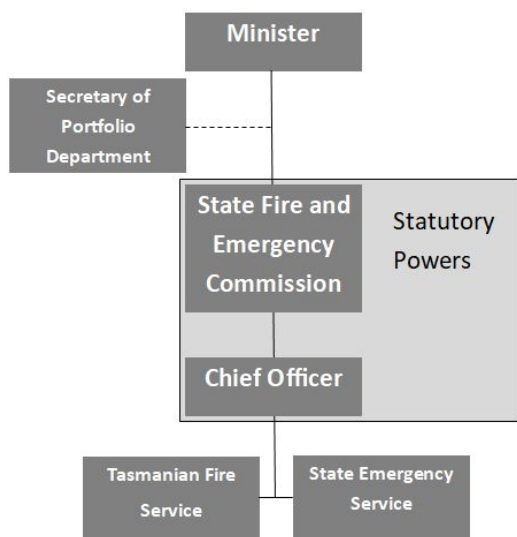 Minister
Secretary of
Portfolio
Department
State Fire and
Emergency
Commission
Statutory
Powers
Chief Officer
Tasmanian Fire
Service
State Emergency
Service